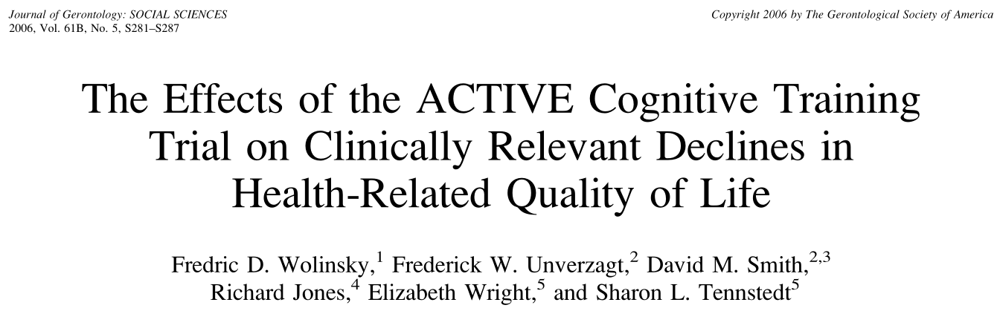 Journal of Gerontology: SOCIAL SCIENCES
2006, Vol. 61B, No. 5, S281–S287
Copyright 2006 by The Gerontological Society of America
The Effects of the ACTIVE Cognitive Training
Trial on Clinically Relevant Declines in
Health-Related Quality of Life
Fredric D. Wolinsky,1 Frederick W. Unverzagt,2 David M. Smith,2,3
Richard Jones,4 Elizabeth Wright,5 and Sharon L. Tennstedt5